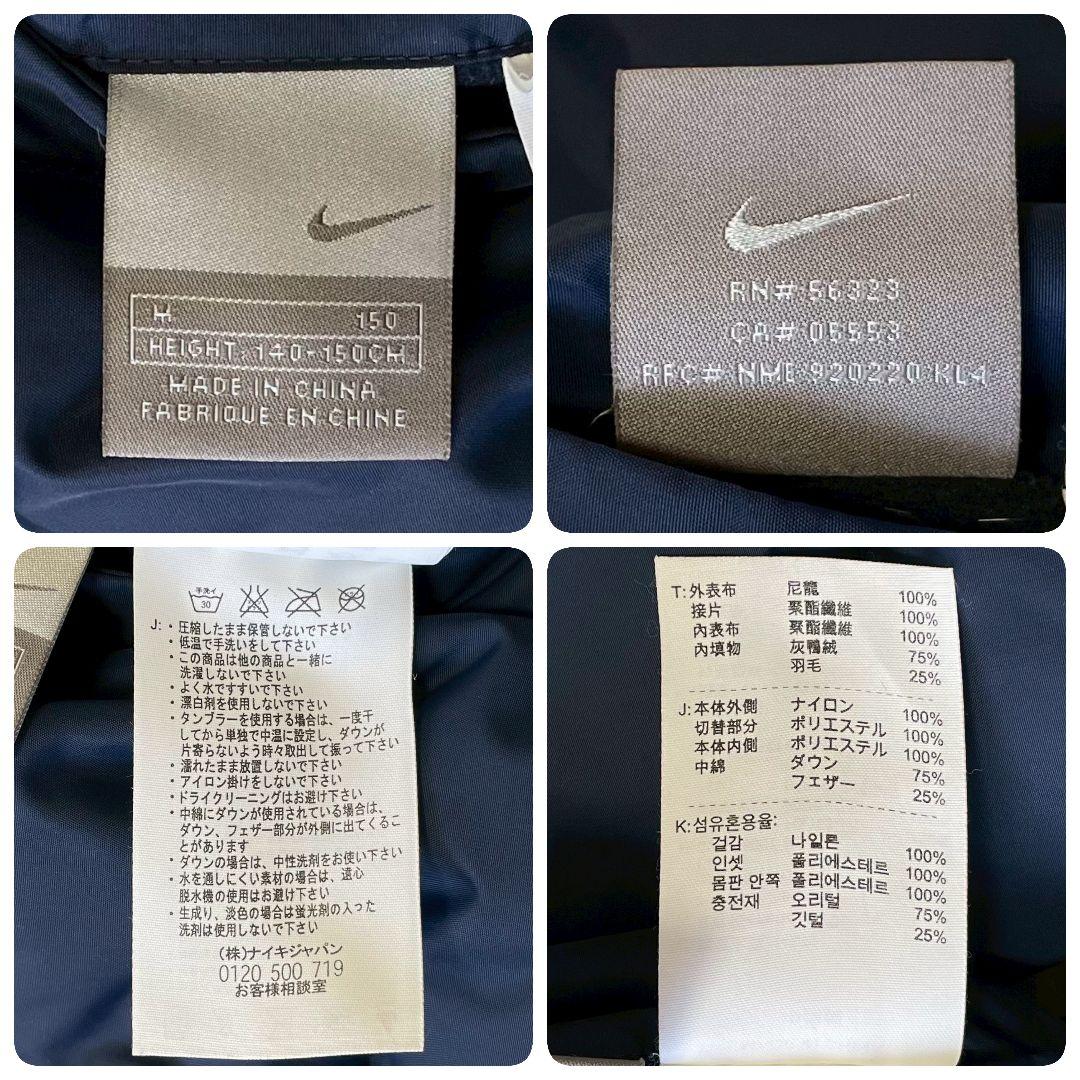 M 150
HEIGHT: 140-150CM
MADE IN CHINA
FABRIQUE EN CHINE
RN# 56323
CA# 05553
RFC# NME 920220 KL4
手洗イ
30
J: ・圧縮したまま保管しないで下さい
・低温で手洗いをして下さい
・この商品は他の商品と一緒に
洗濯しないで下さい
・よく水ですすいで下さい
・漂白剤を使用しないで下さい
・タンブラーを使用する場合は、一度干
してから単独で中温に設定し、ダウンが
片寄らないよう時々取出して振って下さい
・濡れたまま放置しないで下さい
・アイロン掛けをしないで下さい
・ドライクリーニングはお避け下さい
・中綿にダウンが使用されている場合は、
ダウン、フェザー部分が外側に出てくるこ
とがあります
・ダウンの場合は、中性洗剤をお使い下さい
・水を通しにくい素材の場合は、遠心
脱水機の使用はお避け下さい
・生成り、淡色の場合は蛍光剤の入った
洗剤は使用しないで下さい
(株)ナイキジャパン
0120 500 719
お客様相談室
T: 外表布 尼龍 100%
接片 聚酯纖維 100%
內表布 聚酯纖維 100%
內填物 灰鴨絨 75%
羽毛 25%
J: 本体外側 ナイロン 100%
切替部分 ポリエステル 100%
本体内側 ポリエステル 100%
中綿 ダウン 75%
フェザー 25%
K: 섬유혼용율:
겉감 나일론 100%
인셋 폴리에스테르 100%
몸판 안쪽 폴리에스테르 100%
충전재 오리털 75%
깃털 25%